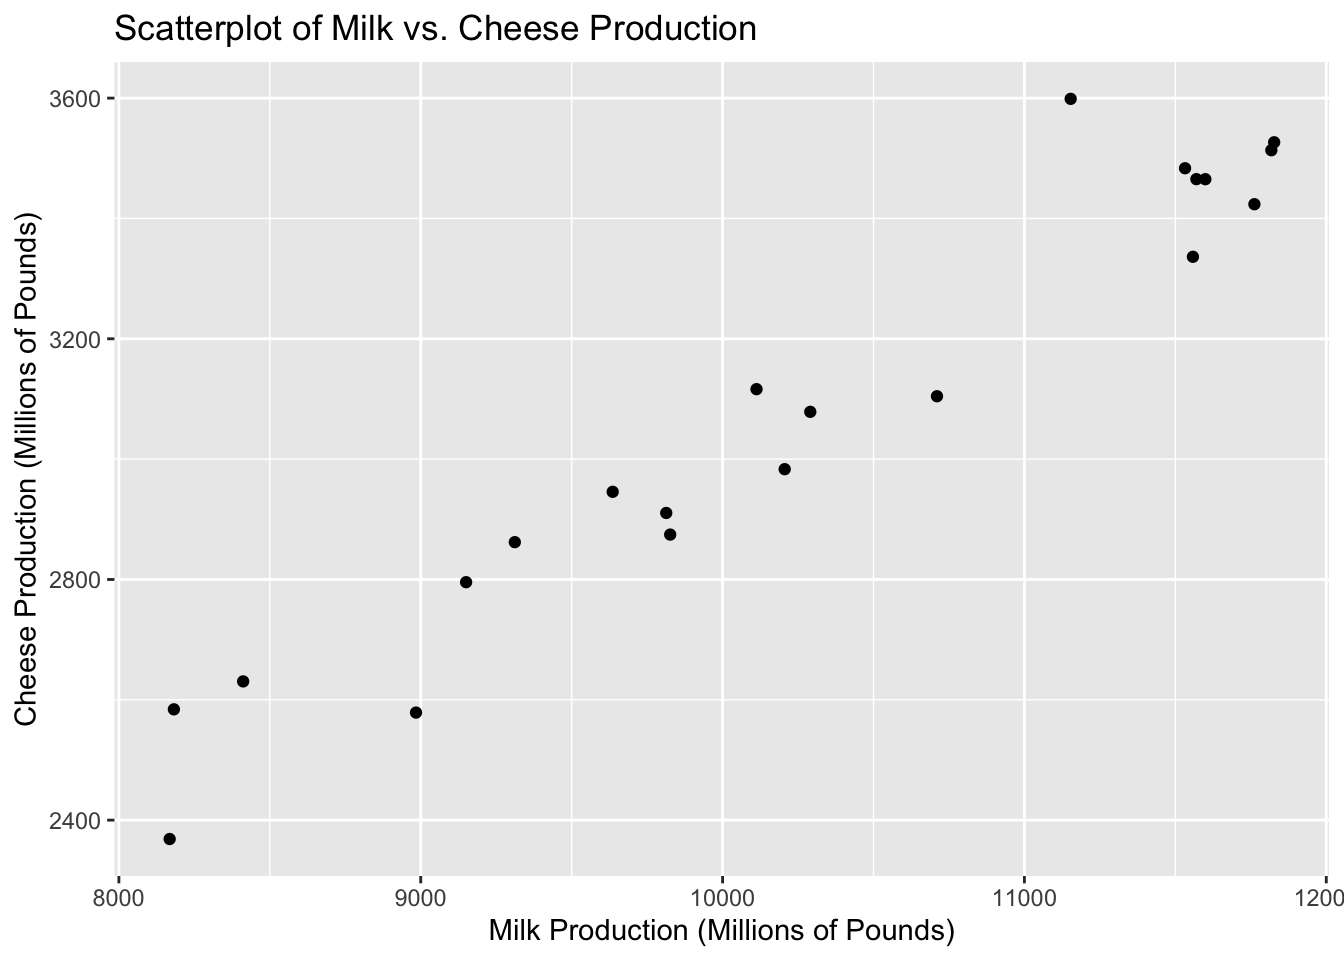 Scatterplot of Milk vs. Cheese Production
Cheese Production (Millions of Pounds)
3600
3200
2800
2400
8000 9000 10000 11000 1200
Milk Production (Millions of Pounds)